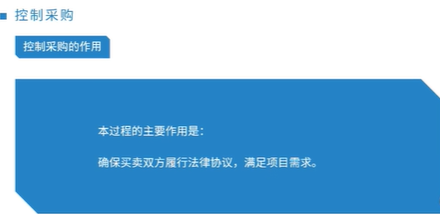 控制采购
控制采购的作用
本过程的主要作用是：
确保买卖双方履行法律协议，满足项目需求。